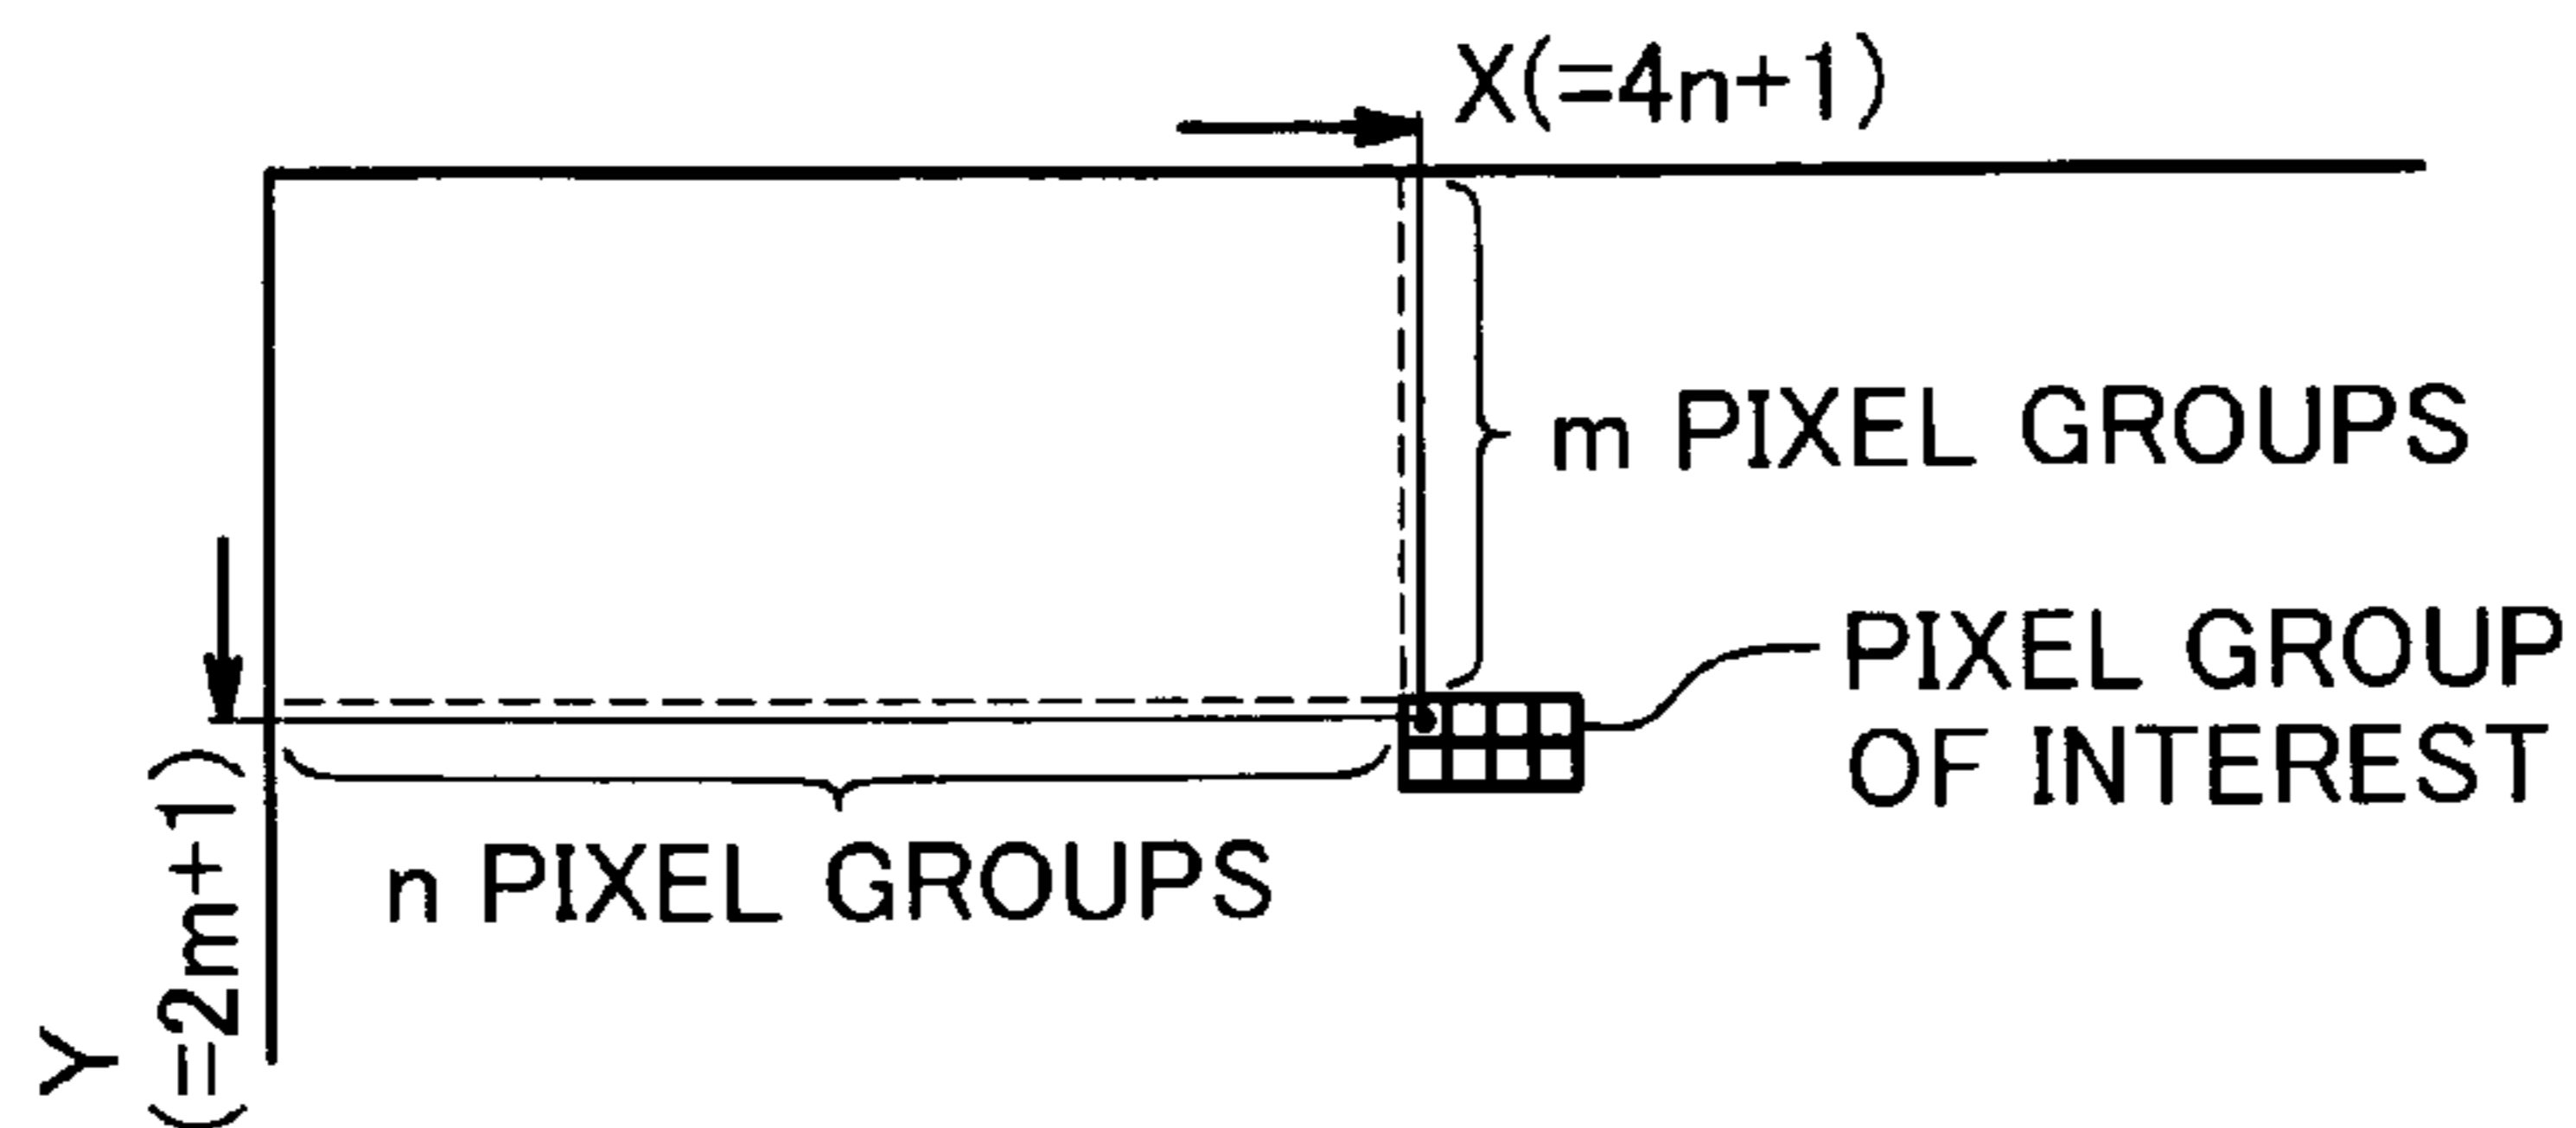 X(=4n+1)
m PIXEL GROUPS
PIXEL GROUP
OF INTEREST
n PIXEL GROUPS
Y
(=2m+1)